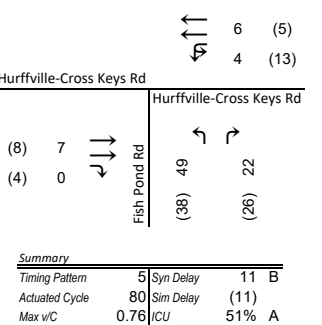 6 (5)
4 (13)
Hurffville-Cross Keys Rd
Hurffville-Cross Keys Rd
(8) 7
(4) 0
Fish Pond Rd
(38) 49
(26) 22
Summary
Timing Pattern 5 Syn Delay 11 B
Actuated Cycle 80 Sim Delay (11)
Max v/C 0.76 ICU 51% A